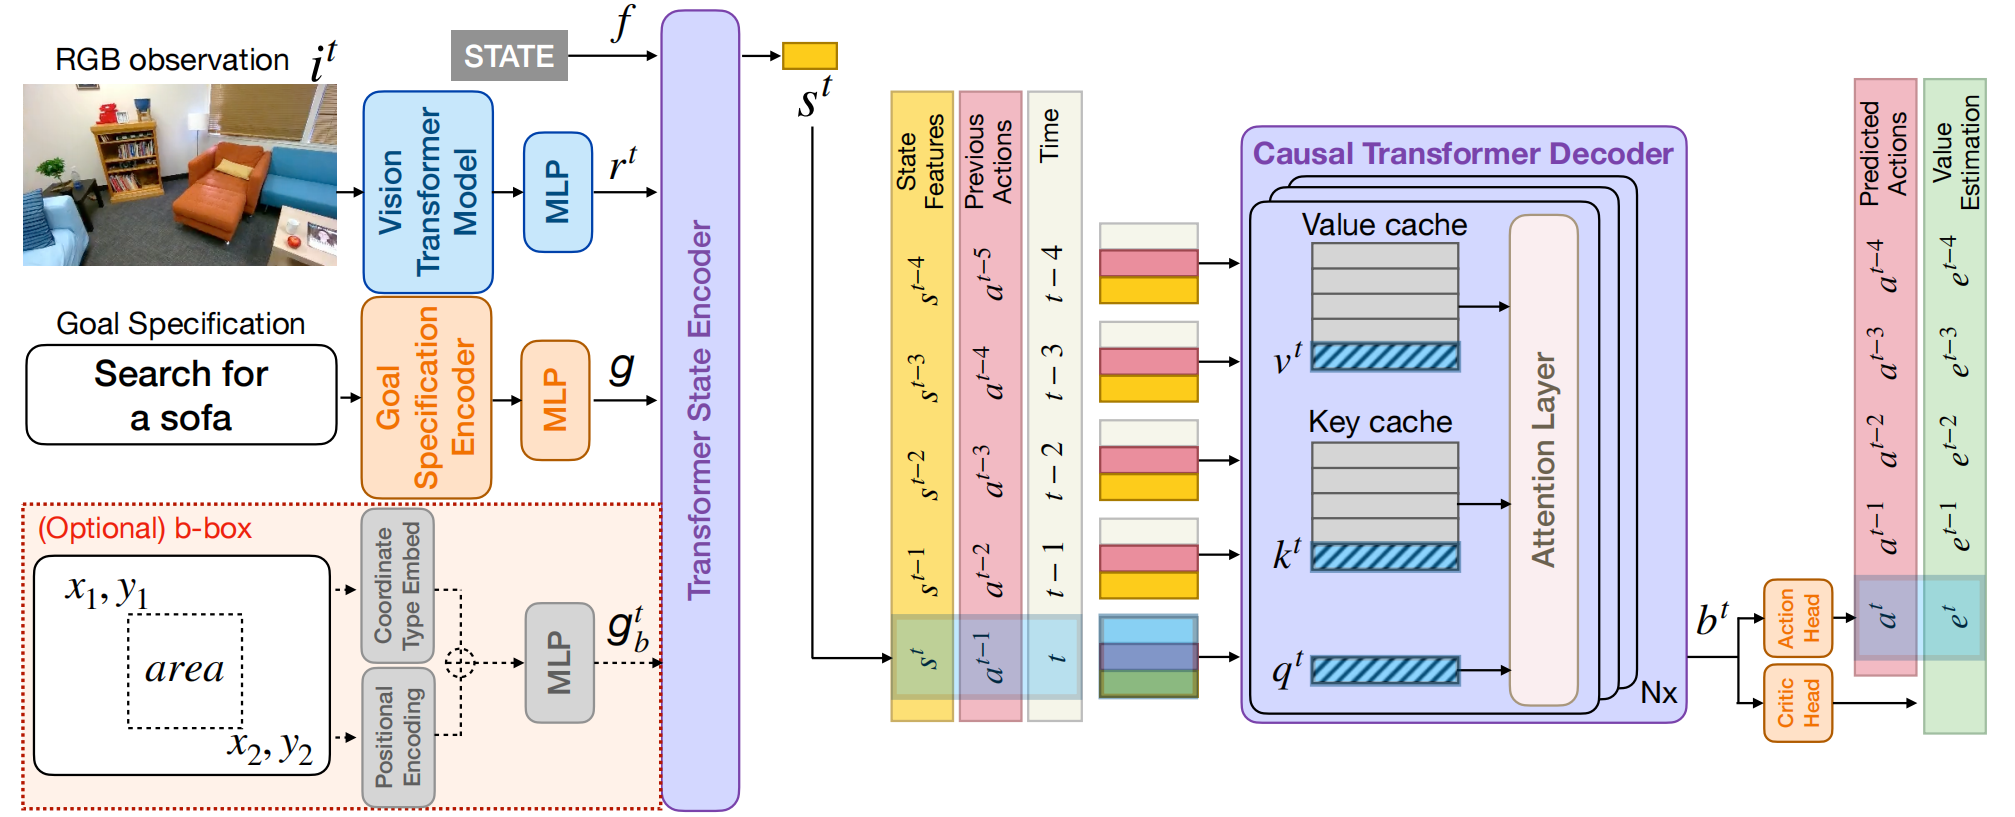 RGB observation i^t
STATE
f
Vision
Transformer
Model
MLP
r^t
Goal Specification
Search for
a sofa
Goal
Specification
Encoder
MLP
g
(Optional) b-box
x_1, y_1
area
x_2, y_2
Coordinate
Type Embed
Positional
Encoding
MLP
g_b^t
Transformer State Encoder
s^t
State
Features
s^{t-4}
s^{t-3}
s^{t-2}
s^{t-1}
s^t
Previous
Actions
a^{t-5}
a^{t-4}
a^{t-3}
a^{t-2}
a^{t-1}
Time
t - 4
t - 3
t - 2
t - 1
t
Causal Transformer Decoder
Value cache
v^t
Key cache
k^t
q^t
Attention Layer
Nx
b^t
Action
Head
Critic
Head
Predicted
Actions
a^{t-4}
a^{t-3}
a^{t-2}
a^{t-1}
a^t
Value
Estimation
e^{t-4}
e^{t-3}
e^{t-2}
e^{t-1}
e^t